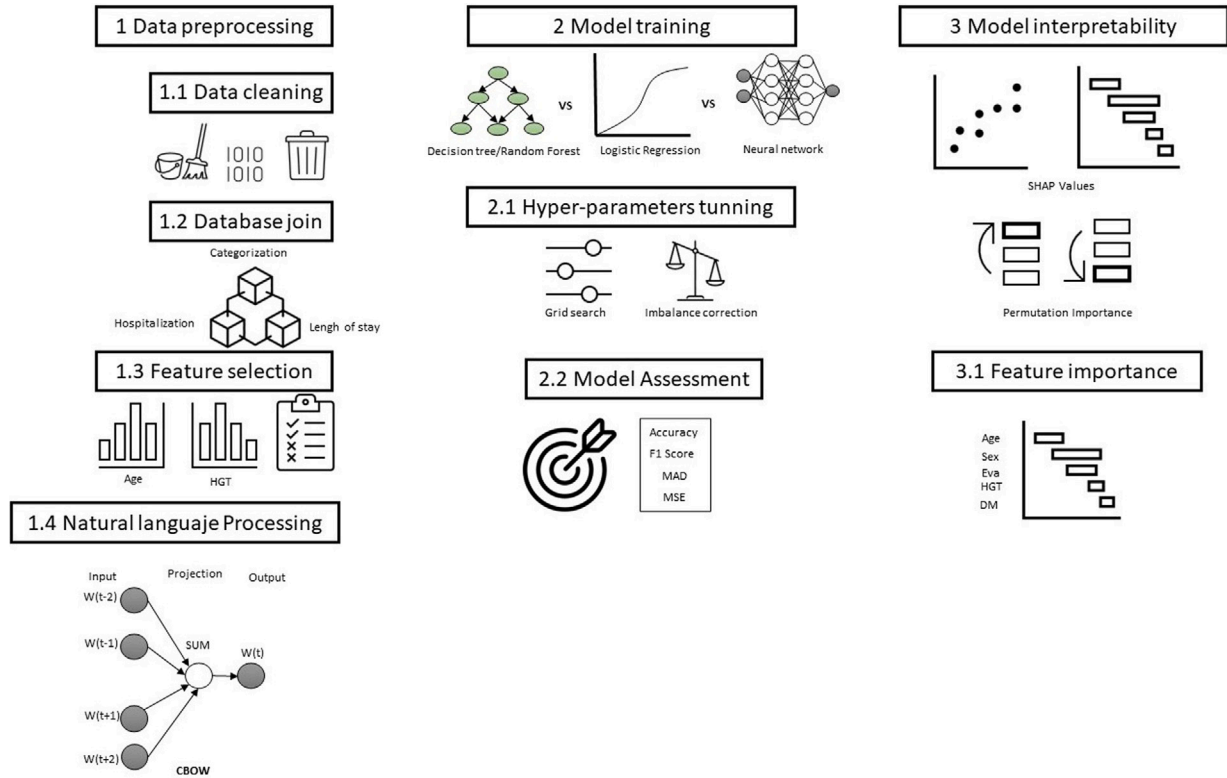 1 Data preprocessing
1.1 Data cleaning
1010
1010
1.2 Database join
Categorization
Hospitalization
Lengh of stay
1.3 Feature selection
Age
HGT
1.4 Natural languaje Processing
Input
Projection
Output
W(t-2)
W(t-1)
SUM
W(t)
W(t+1)
W(t+2)
CBOW
2 Model training
vs
vs
Decision tree/Random Forest
Logistic Regression
Neural network
2.1 Hyper-parameters tunning
Grid search
Imbalance correction
2.2 Model Assessment
Accuracy
F1 Score
MAD
MSE
3 Model interpretability
SHAP Values
Permutation Importance
3.1 Feature importance
Age
Sex
Eva
HGT
DM